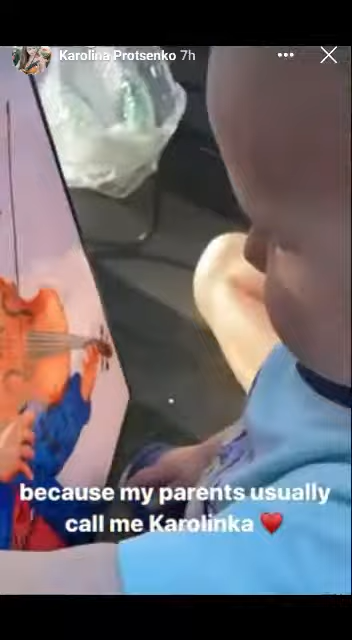 Karolina Protsenko 7h
because my parents usually
call me Karolinka ❤️